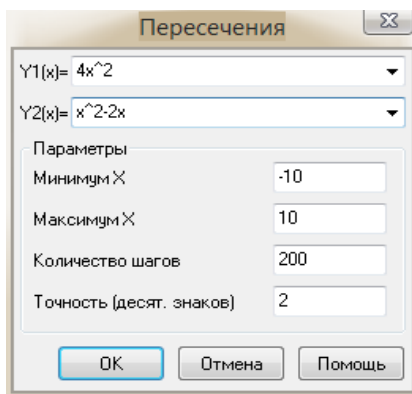 Пересечения
Y1(x)= 4x^2
Y2(x)= x^2-2x
Параметры
Минимум X -10
Максимум X 10
Количество шагов 200
Точность (десят. знаков) 2
OK Отмена Помощь